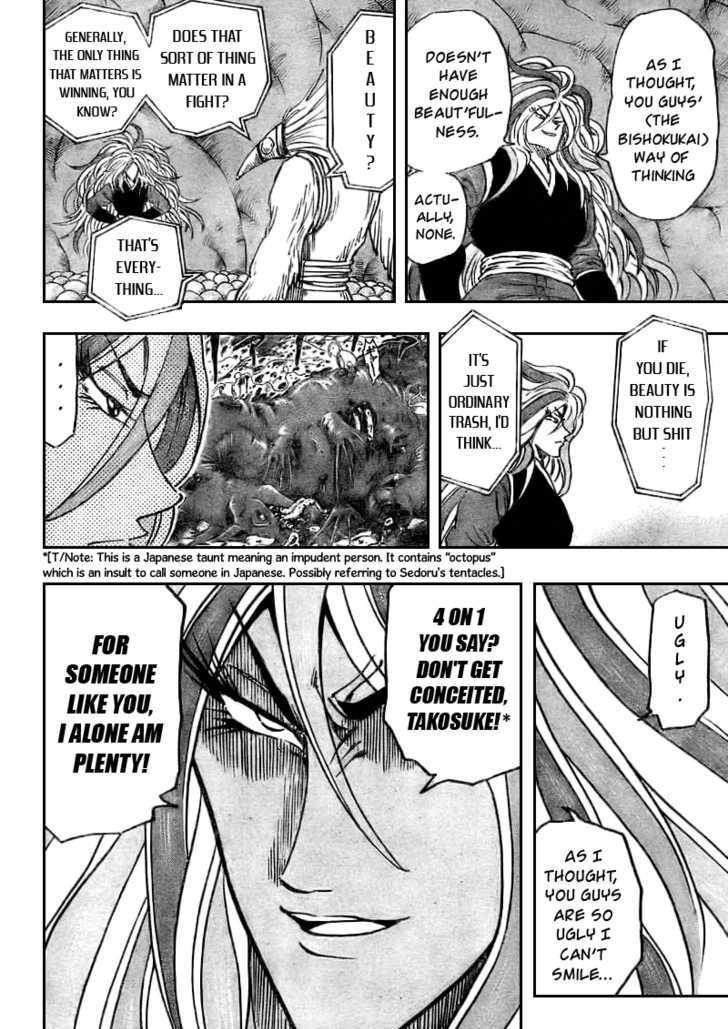 AS I
THOUGHT,
YOU GUYS'
(THE
BISHOKUKAI)
WAY OF
THINKING
DOESN'T
HAVE
ENOUGH
BEAUT'FUL-
NESS.
ACTU-
ALLY,
NONE.
B
E
A
U
T
Y
?
DOES THAT
SORT OF THING
MATTER IN A
FIGHT?
GENERALLY,
THE ONLY THING
THAT MATTERS IS
WINNING, YOU
KNOW?
THAT'S
EVERY-
THING...
IF
YOU DIE,
BEAUTY IS
NOTHING
BUT SHIT
...
IT'S
JUST
ORDINARY
TRASH, I'D
THINK...
...
*[T/Note: This is a Japanese taunt meaning an impudent person. It contains "octopus"
which is an insult to call someone in Japanese. Possibly referring to Sedoru's tentacles.]
U
G
L
Y
.
AS I
THOUGHT,
YOU GUYS
ARE SO
UGLY I
CAN'T
SMILE...
4 ON 1
YOU SAY?
DON'T GET
CONCEITED,
TAKOSUKE!*
FOR
SOMEONE
LIKE YOU,
I ALONE AM
PLENTY!